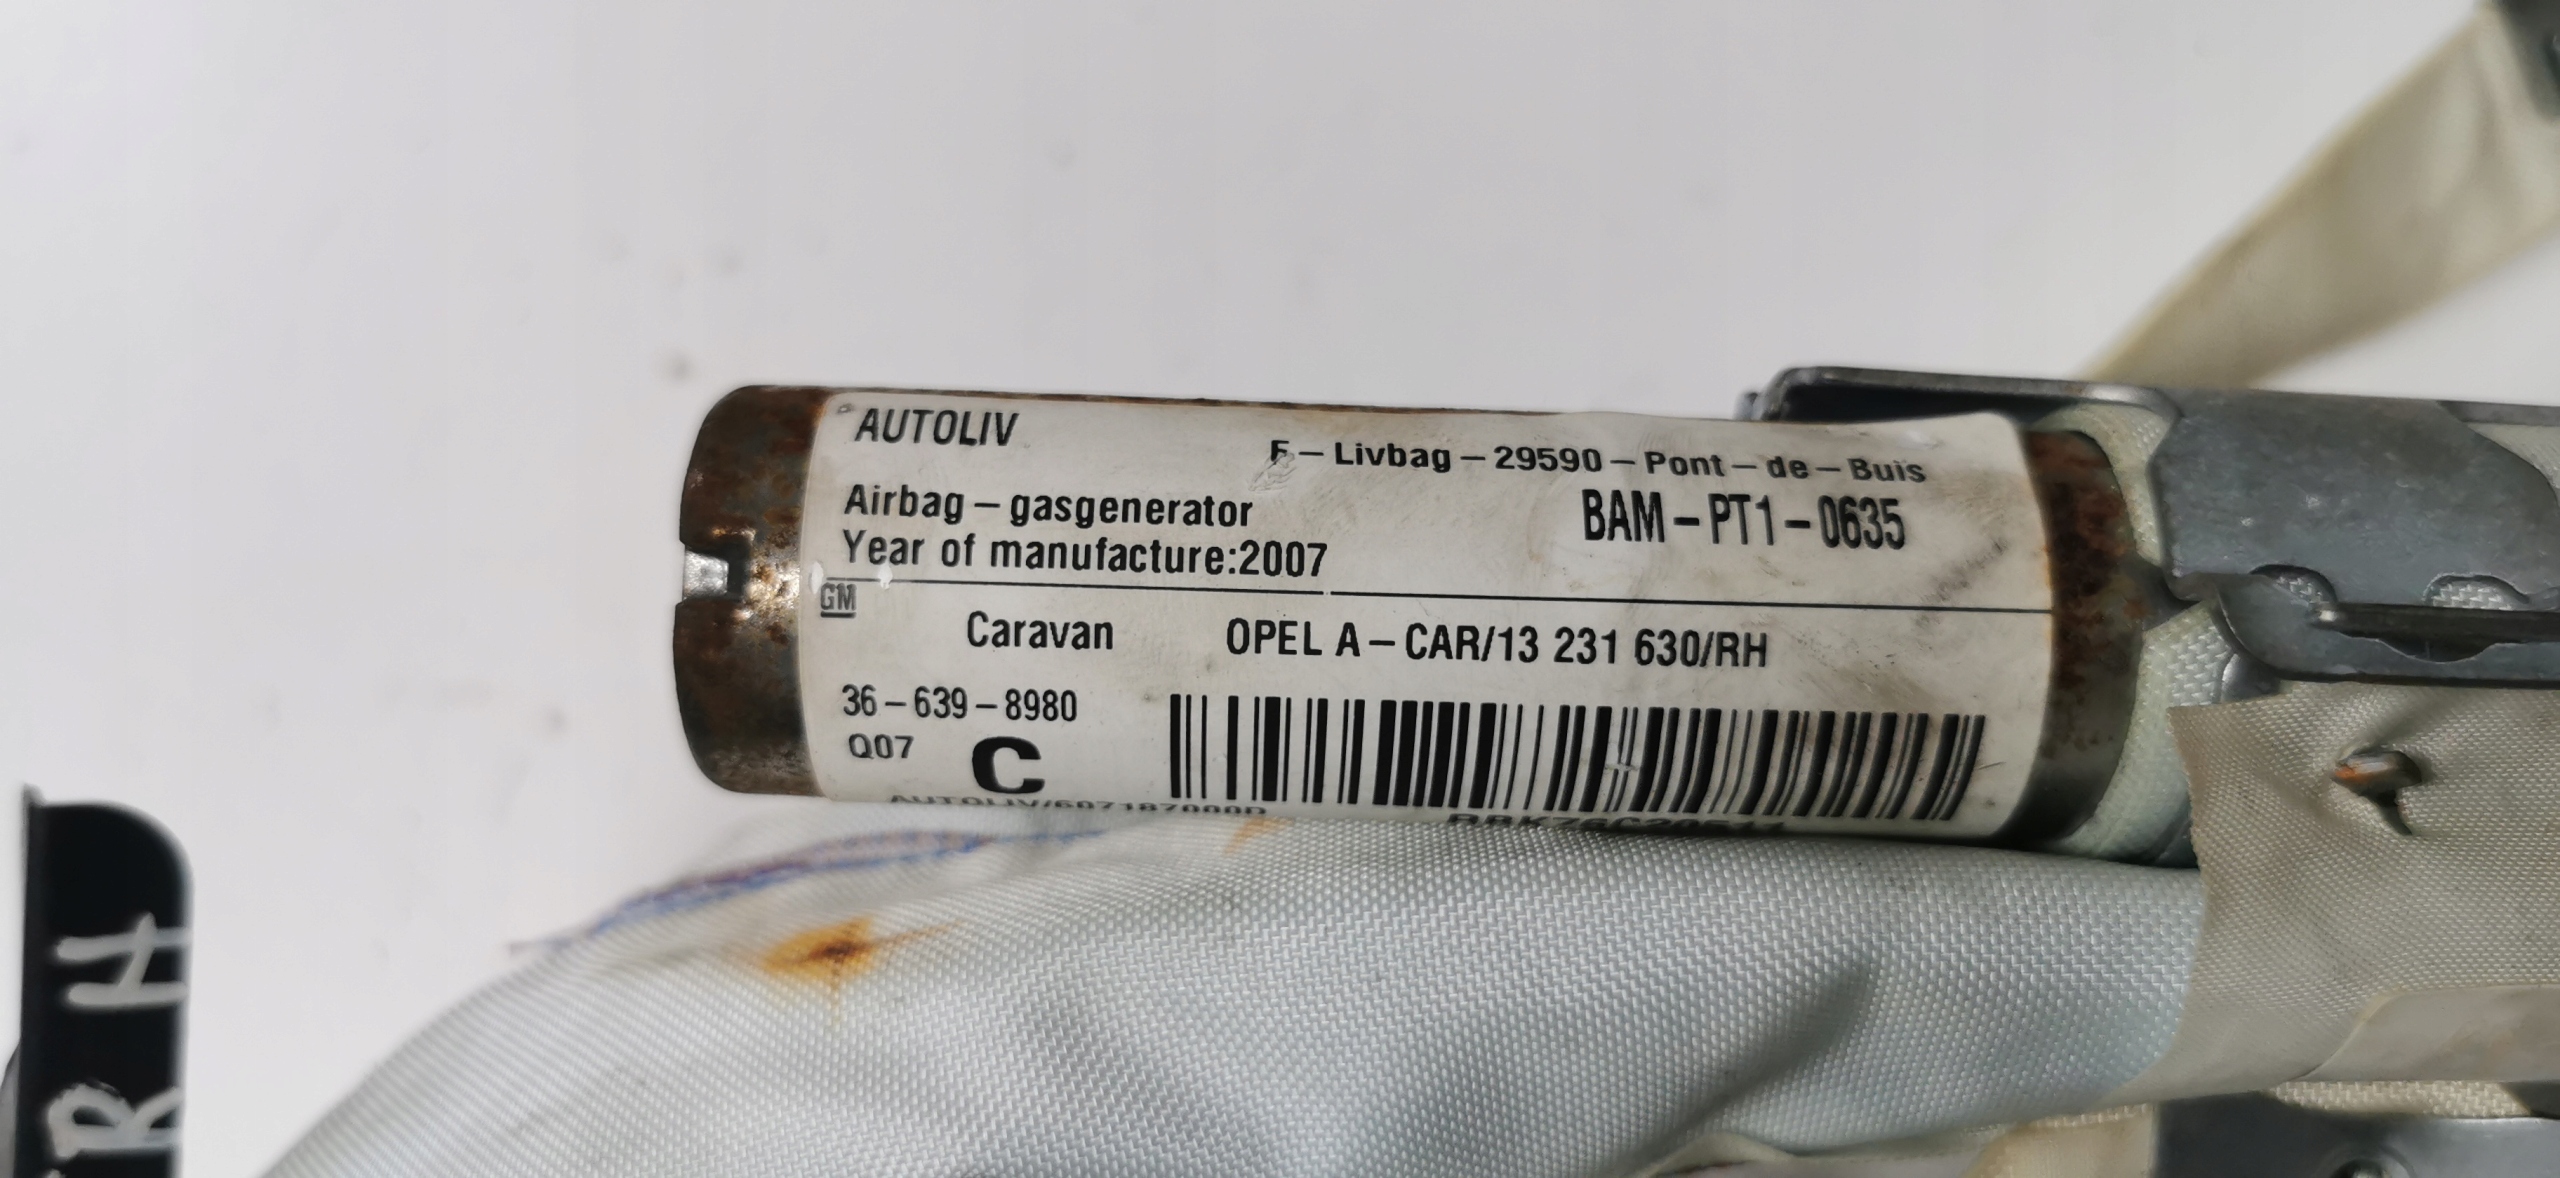 AUTOLIV
F – Livbag – 29590 – Pont – de – Buis
Airbag – gasgenerator
BAM – PT1 – 0635
Year of manufacture:2007
GM
Caravan
OPEL A – CAR/13 231 630/RH
36 – 639 – 8980
Q07
C
RH